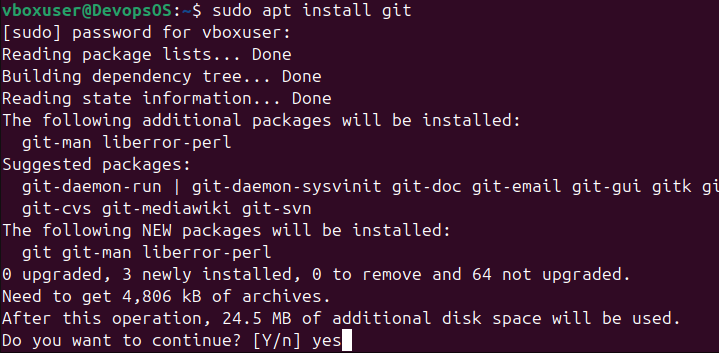 vboxuser@DevopsOS:~$ sudo apt install git
[sudo] password for vboxuser:
Reading package lists... Done
Building dependency tree... Done
Reading state information... Done
The following additional packages will be installed:
  git-man liberror-perl
Suggested packages:
  git-daemon-run | git-daemon-sysvinit git-doc git-email git-gui gitk
  git-cvs git-mediawiki git-svn
The following NEW packages will be installed:
  git git-man liberror-perl
0 upgraded, 3 newly installed, 0 to remove and 64 not upgraded.
Need to get 4,806 kB of archives.
After this operation, 24.5 MB of additional disk space will be used.
Do you want to continue? [Y/n] yes